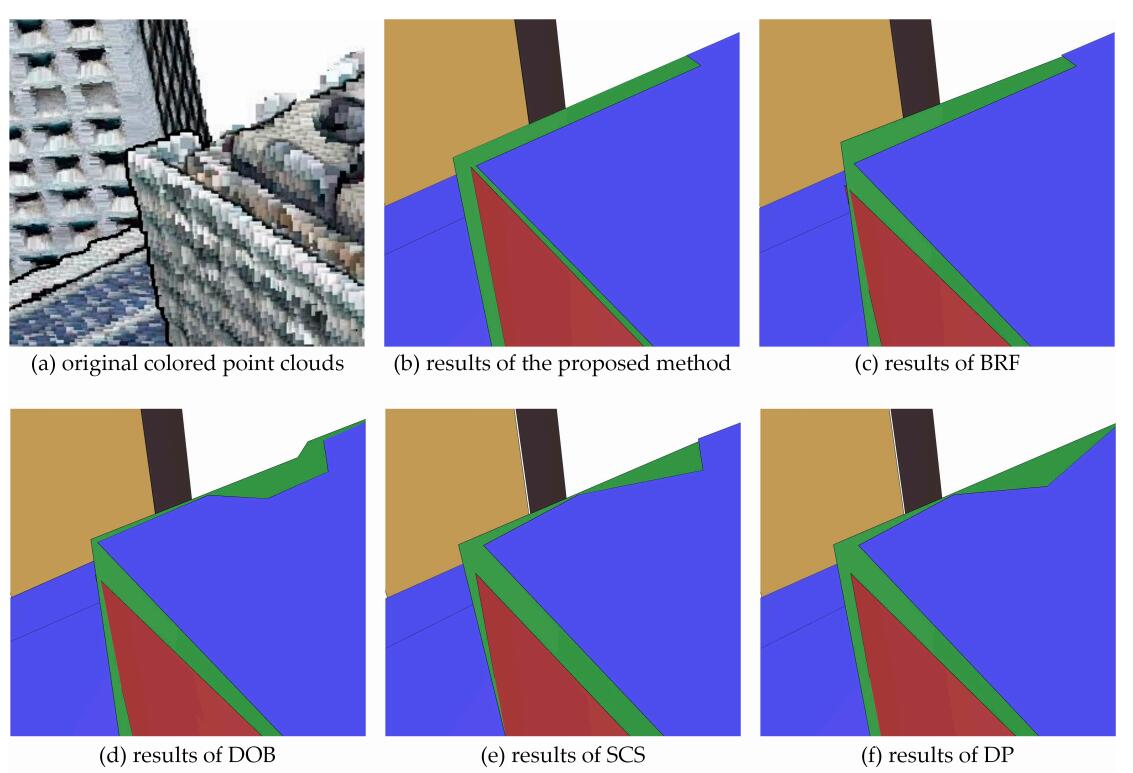 (a) original colored point clouds
(b) results of the proposed method
(c) results of BRF
(d) results of DOB
(e) results of SCS
(f) results of DP